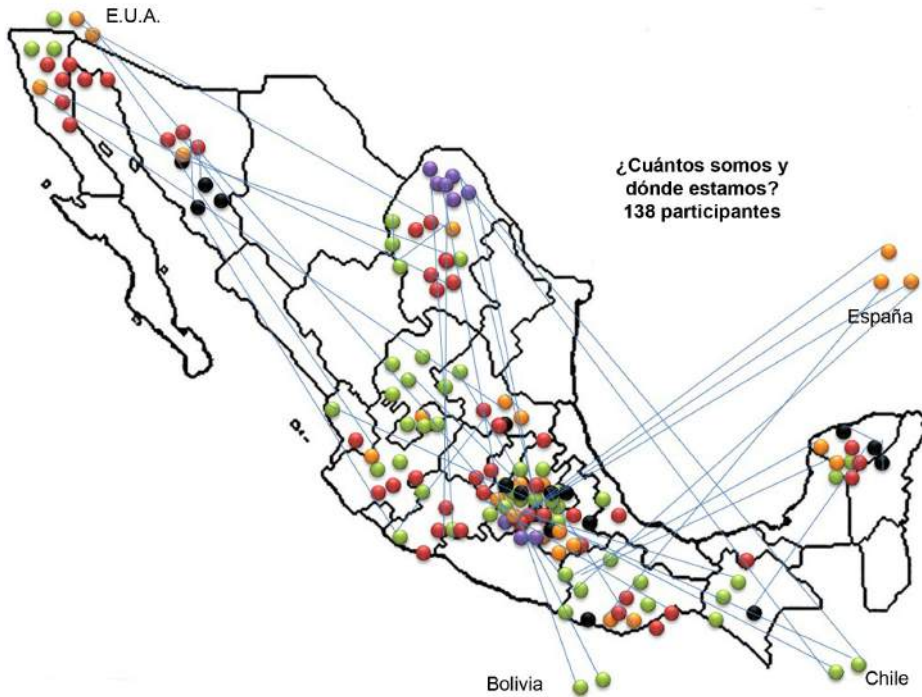 E.U.A.
¿Cuántos somos y
dónde estamos?
138 participantes
España
Bolivia
Chile